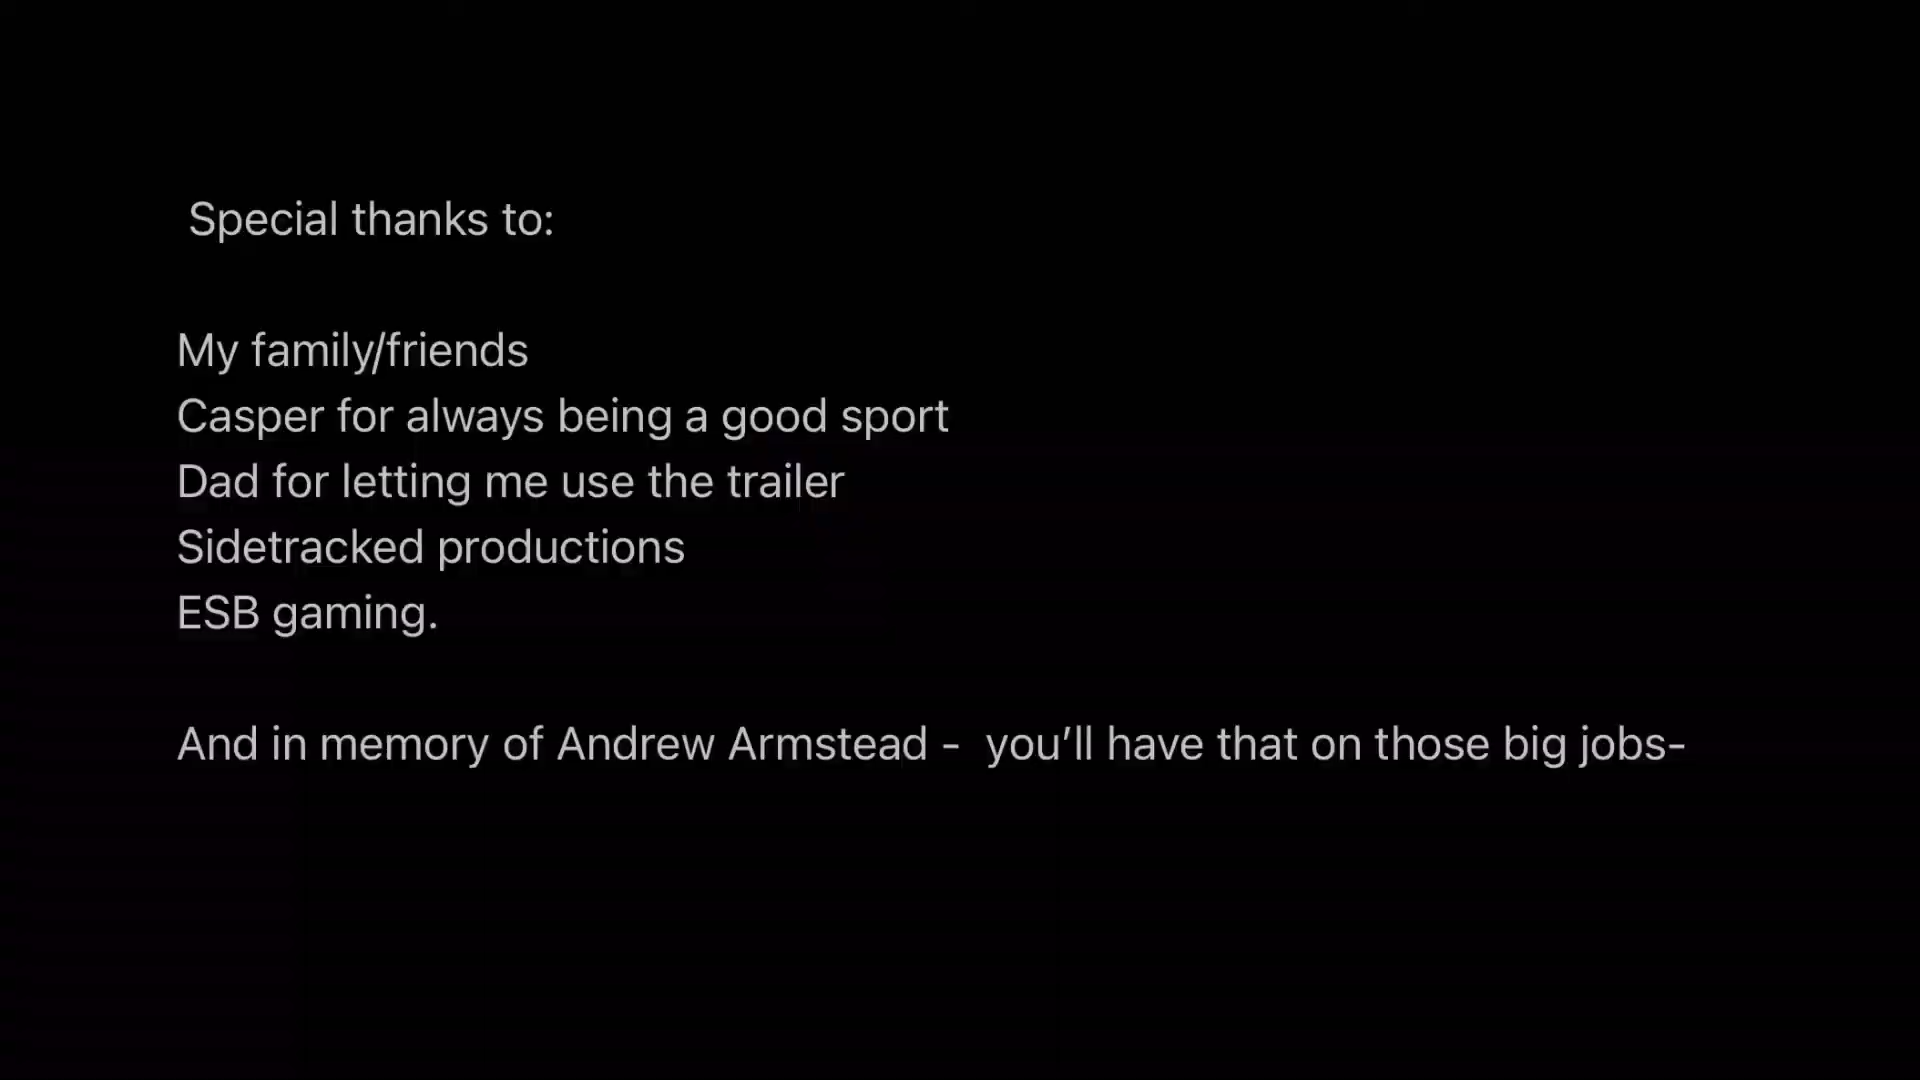 Special thanks to:
My family/friends
Casper for always being a good sport
Dad for letting me use the trailer
Sidetracked productions
ESB gaming.
And in memory of Andrew Armstead -  you’ll have that on those big jobs-